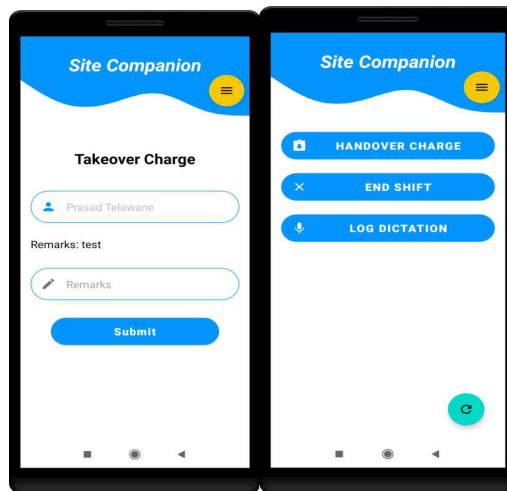 Site Companion
Takeover Charge
Prasad Telawane
Remarks: test
Remarks
Submit
Site Companion
HANDOVER CHARGE
END SHIFT
LOG DICTATION